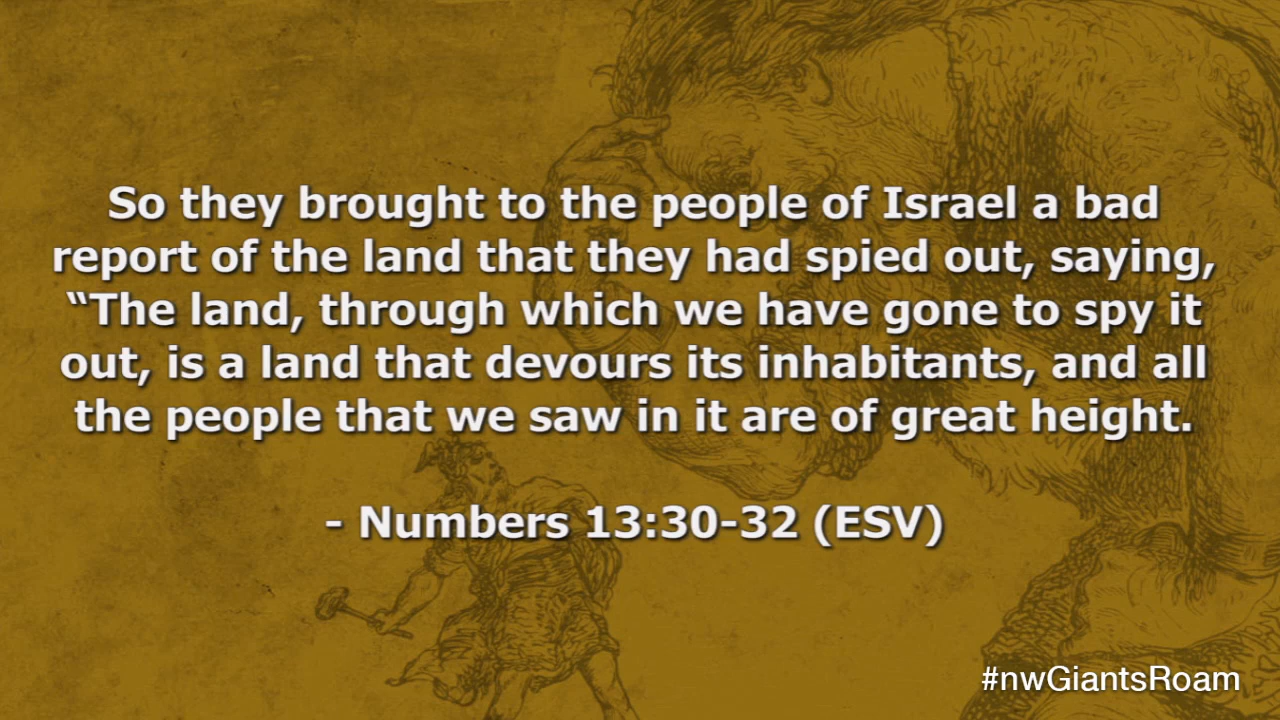 So they brought to the people of Israel a bad
report of the land that they had spied out, saying,
“The land, through which we have gone to spy it
out, is a land that devours its inhabitants, and all
the people that we saw in it are of great height.
- Numbers 13:30-32 (ESV)
#nwGiantsRoam